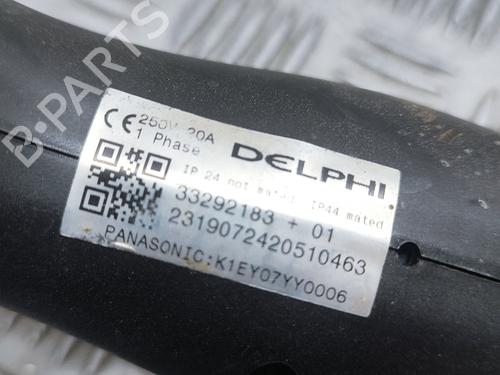 CE 250V 20A
1 Phase
DELPHI
IP 24 not mated, IP44 mated
33292183 + 01
2319072420510463
PANASONIC:K1EY07YY0006
B-PARTS